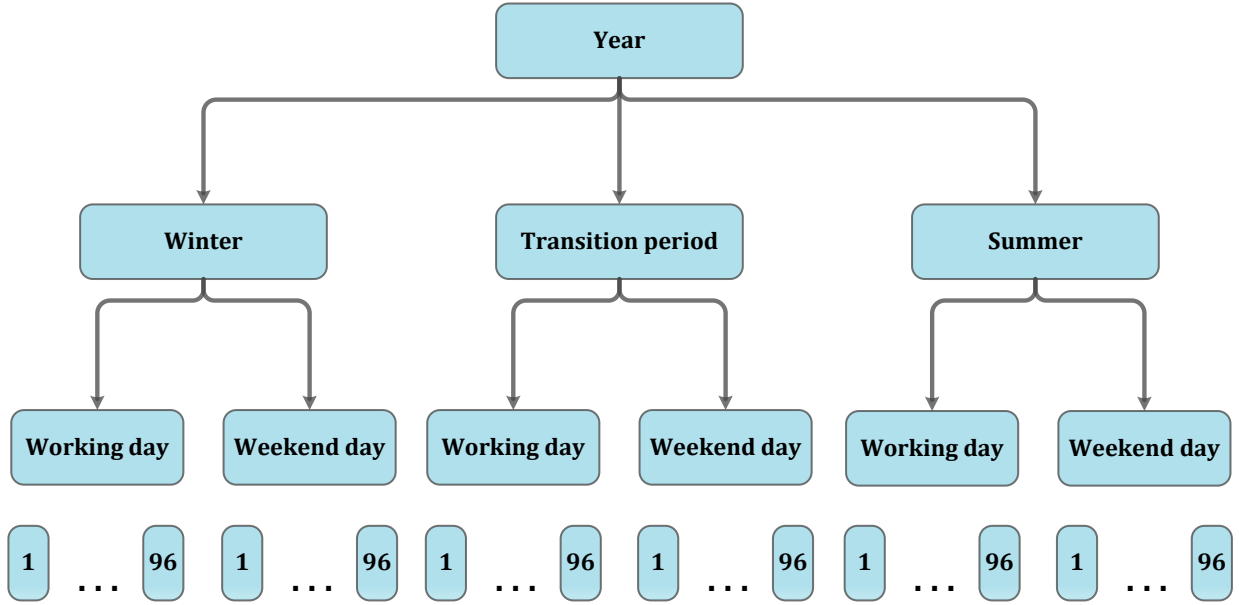 Year
Winter
Transition period
Summer
Working day
Weekend day
Working day
Weekend day
Working day
Weekend day
1 ... 96
1 ... 96
1 ... 96
1 ... 96
1 ... 96
1 ... 96